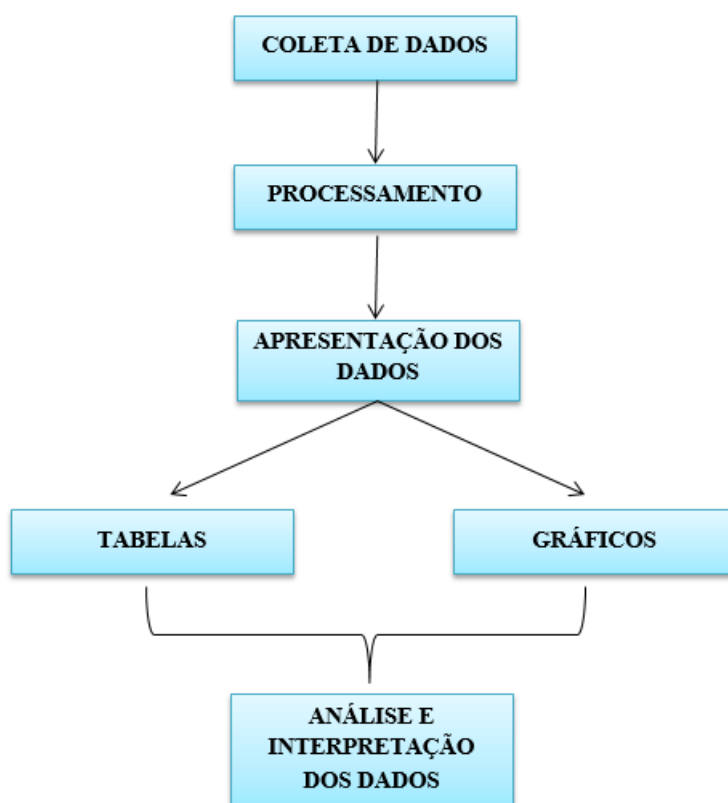 COLETA DE DADOS
PROCESSAMENTO
APRESENTAÇÃO DOS
DADOS
TABELAS
GRÁFICOS
ANÁLISE E
INTERPRETAÇÃO
DOS DADOS